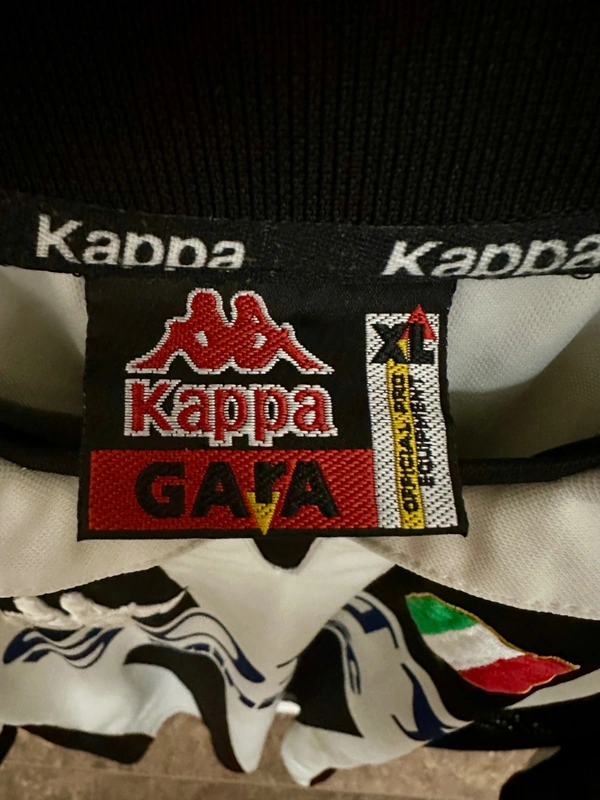 Kappa Kappa
Kappa
GArA
XL
OFFICIAL PRO
EQUIPMENT